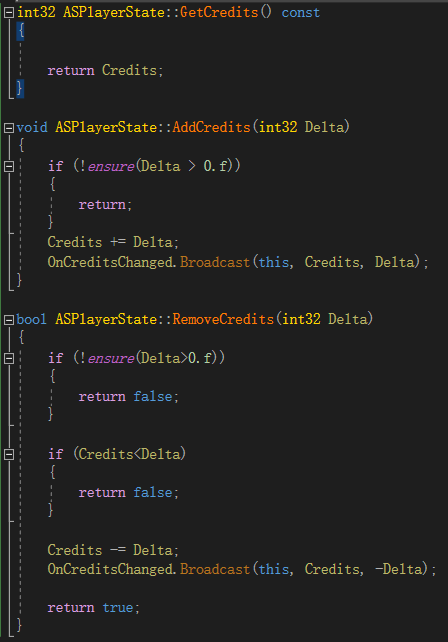 int32 ASPlayerState::GetCredits() const
{
    return Credits;
}
void ASPlayerState::AddCredits(int32 Delta)
{
    if (!ensure(Delta > 0.f))
    {
        return;
    }
    Credits += Delta;
    OnCreditsChanged.Broadcast(this, Credits, Delta);
}
bool ASPlayerState::RemoveCredits(int32 Delta)
{
    if (!ensure(Delta>0.f))
    {
        return false;
    }
    if (Credits<Delta)
    {
        return false;
    }
    Credits -= Delta;
    OnCreditsChanged.Broadcast(this, Credits, -Delta);
    return true;
}